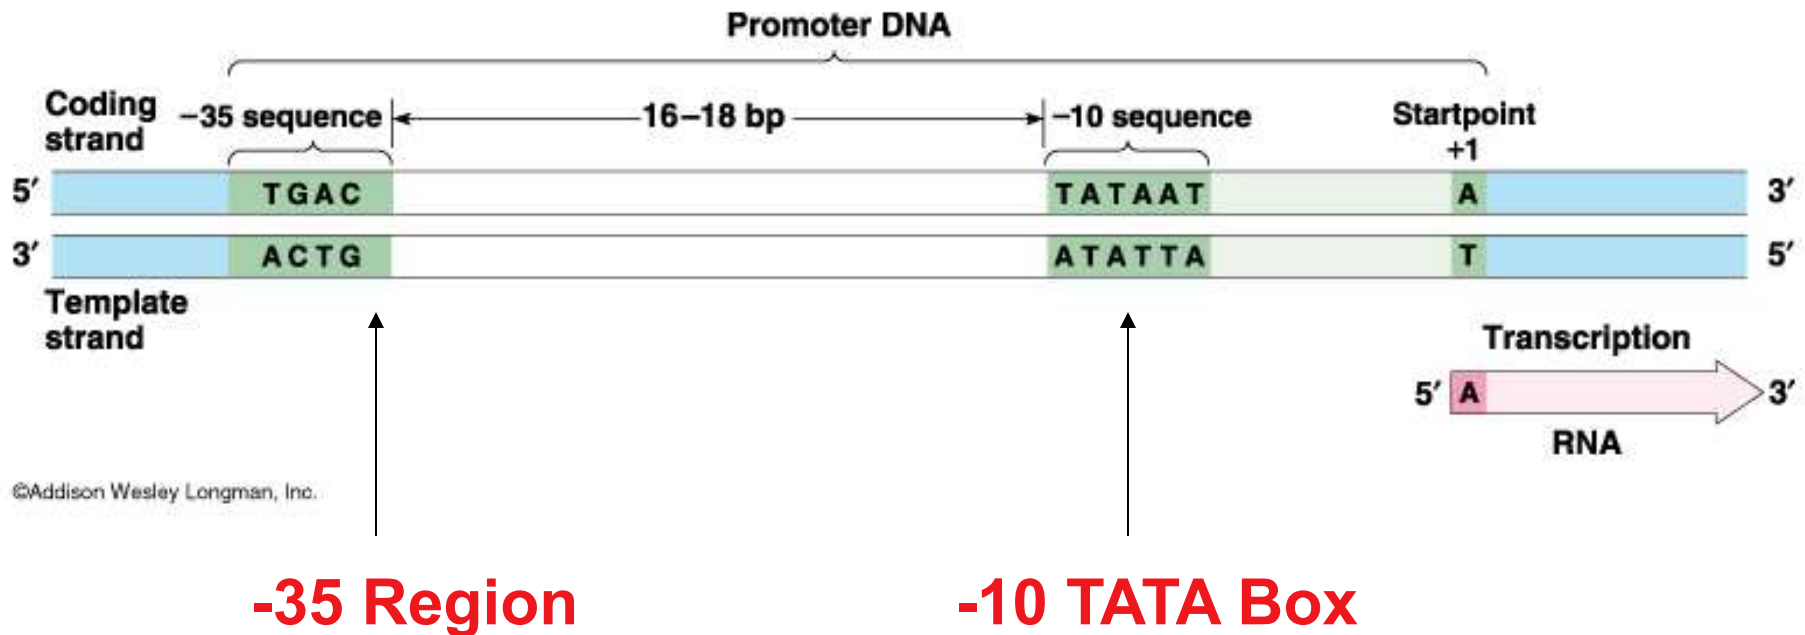 Promoter DNA
Coding strand
−35 sequence
16–18 bp
−10 sequence
Startpoint
+1
5′ TGAC TATAAT A 3′
3′ ACTG ATATTA T 5′
Template
strand
Transcription
5′ A 3′
RNA
©Addison Wesley Longman, Inc.
-35 Region
-10 TATA Box